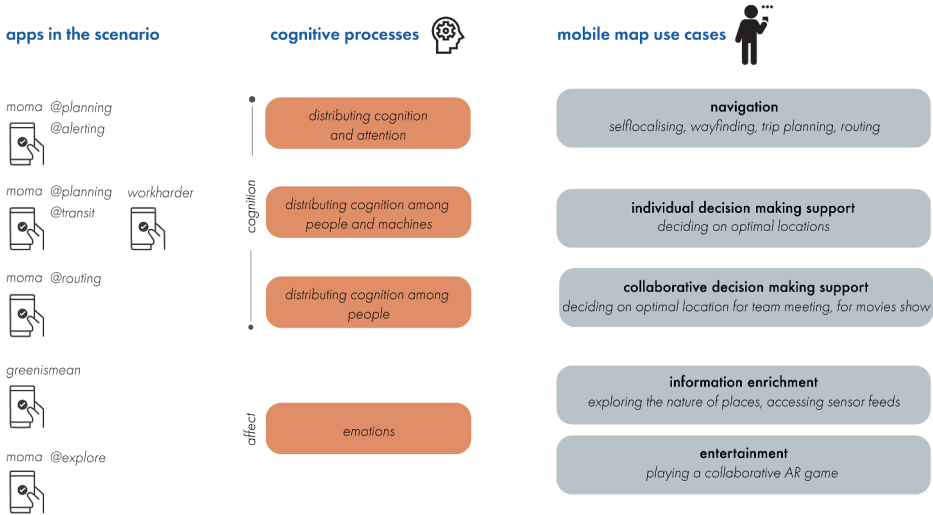 apps in the scenario
moma @planning
@alerting
moma @planning workharder
@transit
moma @routing
greenismean
moma @explore
cognitive processes
cognition
distributing cognition
and attention
distributing cognition among
people and machines
distributing cognition among
people
affect
emotions
mobile map use cases
navigation
selflocalising, wayfinding, trip planning, routing
individual decision making support
deciding on optimal locations
collaborative decision making support
deciding on optimal location for team meeting, for movies show
information enrichment
exploring the nature of places, accessing sensor feeds
entertainment
playing a collaborative AR game